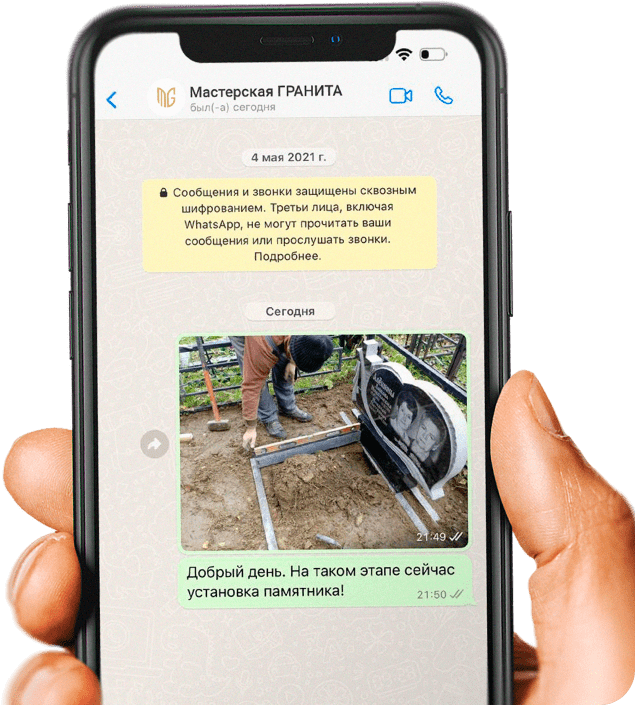 Мастерская ГРАНИТА
был(-а) сегодня
4 мая 2021 г.
Сообщения и звонки защищены сквозным
шифрованием. Третьи лица, включая
WhatsApp, не могут прочитать ваши
сообщения или прослушать звонки.
Подробнее.
Сегодня
21:49
Добрый день. На таком этапе сейчас
установка памятника!
21:50